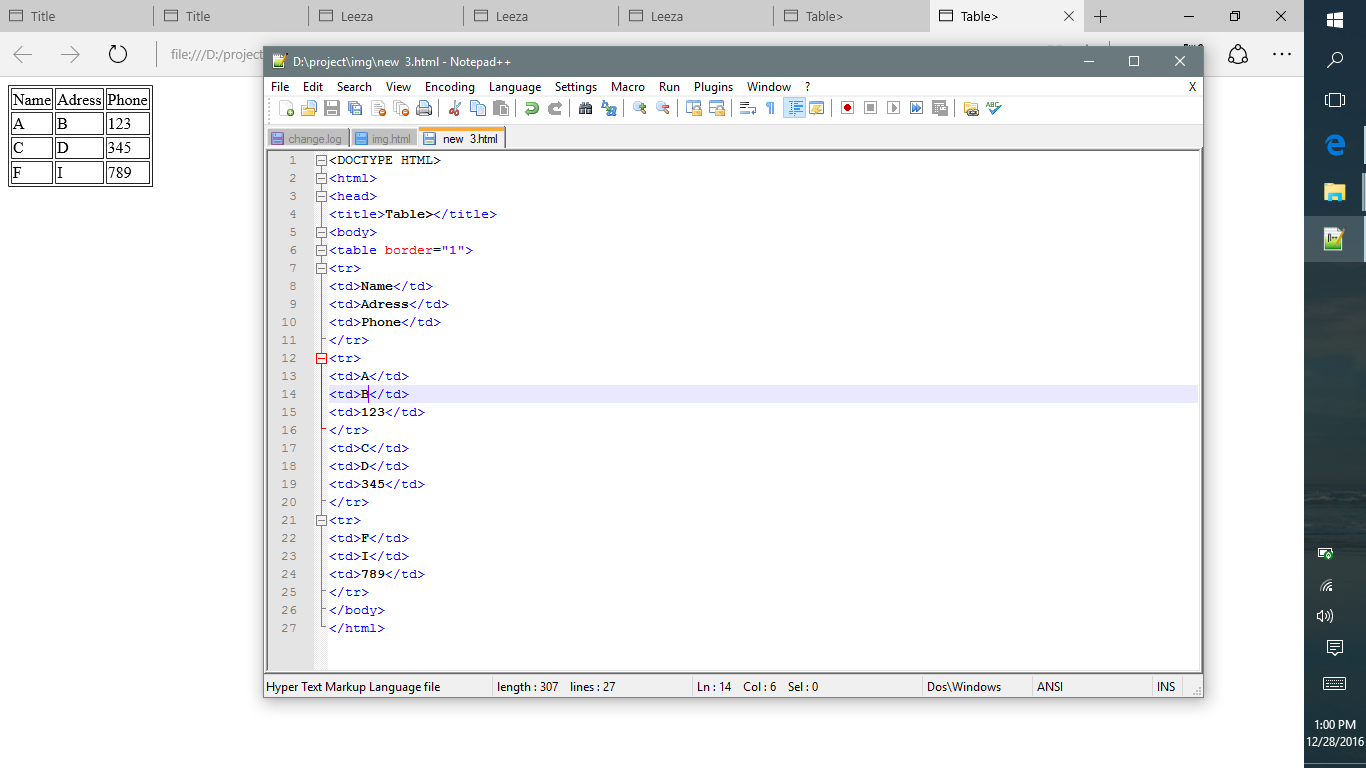 Title
Title
Leeza
Leeza
Leeza
Table>
Table>
file:///D:/project
D:\project\img\new 3.html - Notepad++
File Edit Search View Encoding Language Settings Macro Run Plugins Window ? X
change.log img.html new 3.html
Name Adress Phone
A B 123
C D 345
F I 789
1 <DOCTYPE HTML>
2 <html>
3 <head>
4 <title>Table></title>
5 <body>
6 <table border="1">
7 <tr>
8 <td>Name</td>
9 <td>Adress</td>
10 <td>Phone</td>
11 </tr>
12 <tr>
13 <td>A</td>
14 <td>B</td>
15 <td>123</td>
16 </tr>
17 <td>C</td>
18 <td>D</td>
19 <td>345</td>
20 </tr>
21 <tr>
22 <td>F</td>
23 <td>I</td>
24 <td>789</td>
25 </tr>
26 </body>
27 </html>
Hyper Text Markup Language file length : 307 lines : 27 Ln : 14 Col : 6 Sel : 0 Dos\Windows ANSI INS
1:00 PM
12/28/2016